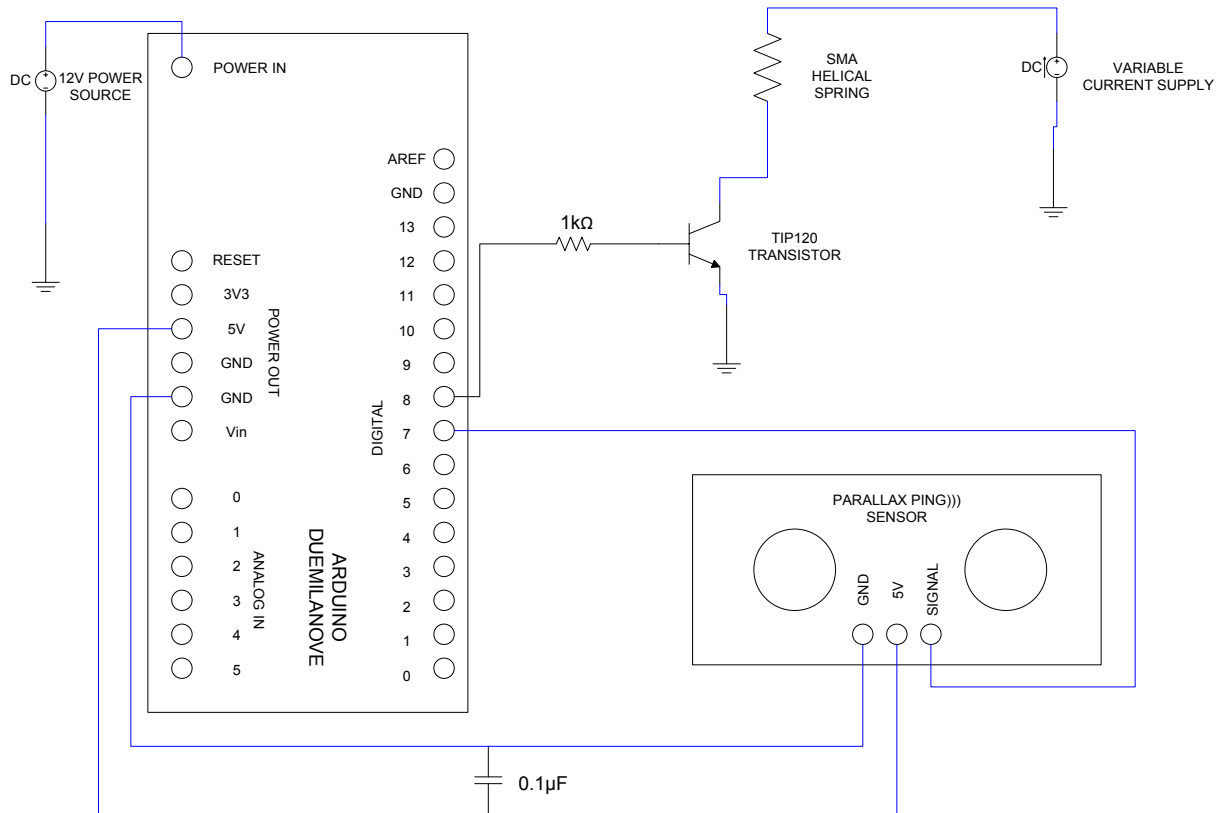 DC
12V POWER
SOURCE
POWER IN
AREF
GND
13
12
11
10
9
8
7
6
5
4
3
2
1
0
DIGITAL
RESET
3V3
5V
GND
GND
Vin
POWER OUT
0
1
2
3
4
5
ANALOG IN
ARDUINO
DUEMILANOVE
1kΩ
TIP120
TRANSISTOR
SMA
HELICAL
SPRING
DC
VARIABLE
CURRENT SUPPLY
PARALLAX PING)))
SENSOR
GND
5V
SIGNAL
0.1µF